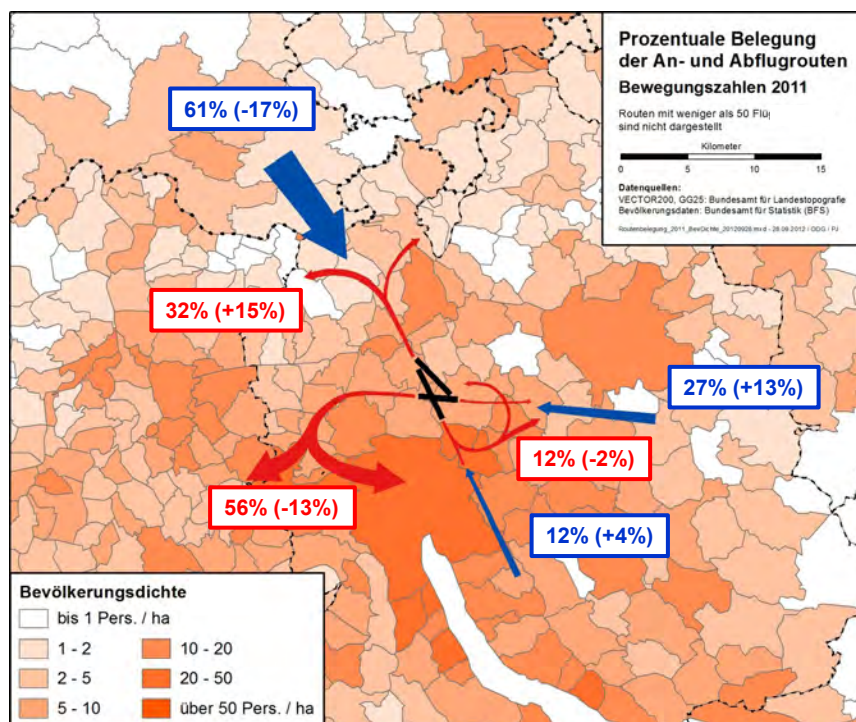 Prozentuale Belegung
der An- und Abflugrouten
Bewegungszahlen 2011
Routen mit weniger als 50
sind nicht dargestellt
Kilometer
0 5 10 15
Datenquellen:
VECTOR200, GG25: Bundesamt für Landestopografie
Bevölkerungsdaten: Bundesamt für Statistik (BFS)
61% (-17%)
32% (+15%)
27% (+13%)
12% (-2%)
56% (-13%)
12% (+4%)
Bevölkerungsdichte
bis 1 Pers. / ha
1 - 2
2 - 5
5 - 10
10 - 20
20 - 50
über 50 Pers. / ha